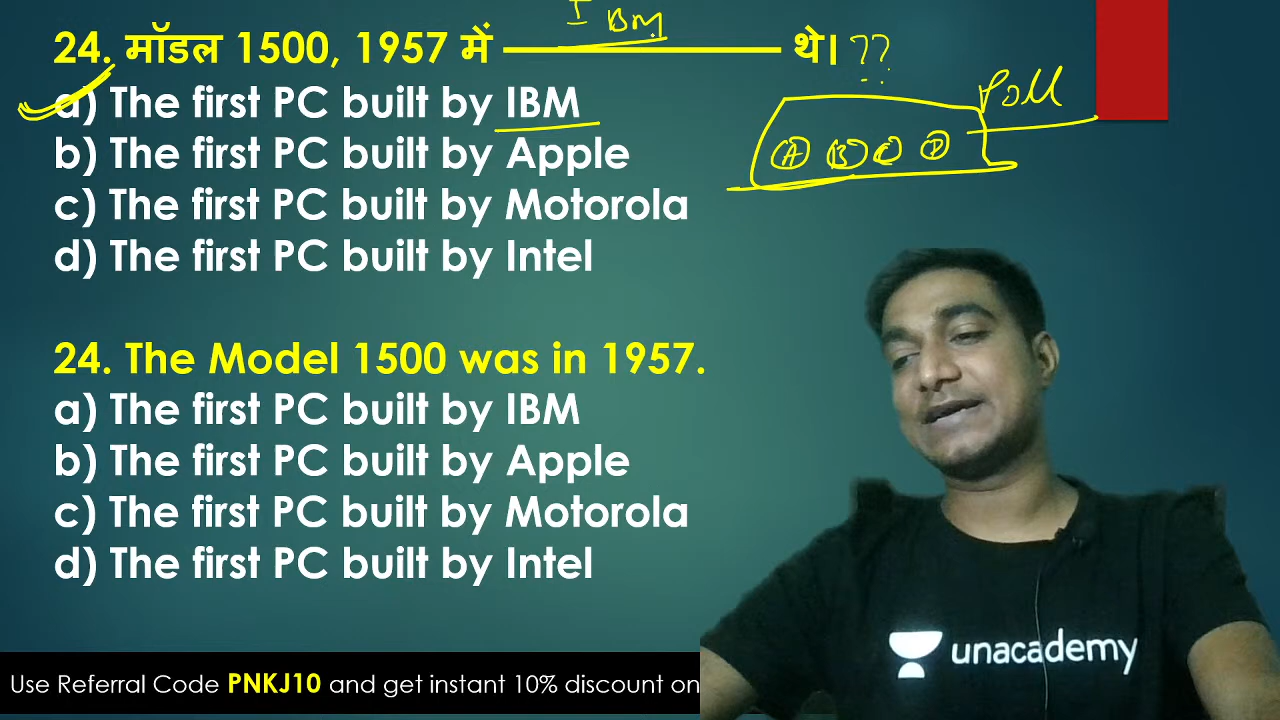 I BM
24. मॉडल 1500, 1957 में ———————— थे। ??
a) The first PC built by IBM
Poll
b) The first PC built by Apple
A B C D
c) The first PC built by Motorola
d) The first PC built by Intel
24. The Model 1500 was in 1957.
a) The first PC built by IBM
b) The first PC built by Apple
c) The first PC built by Motorola
d) The first PC built by Intel
unacademy
Use Referral Code PNKJ10 and get instant 10% discount on